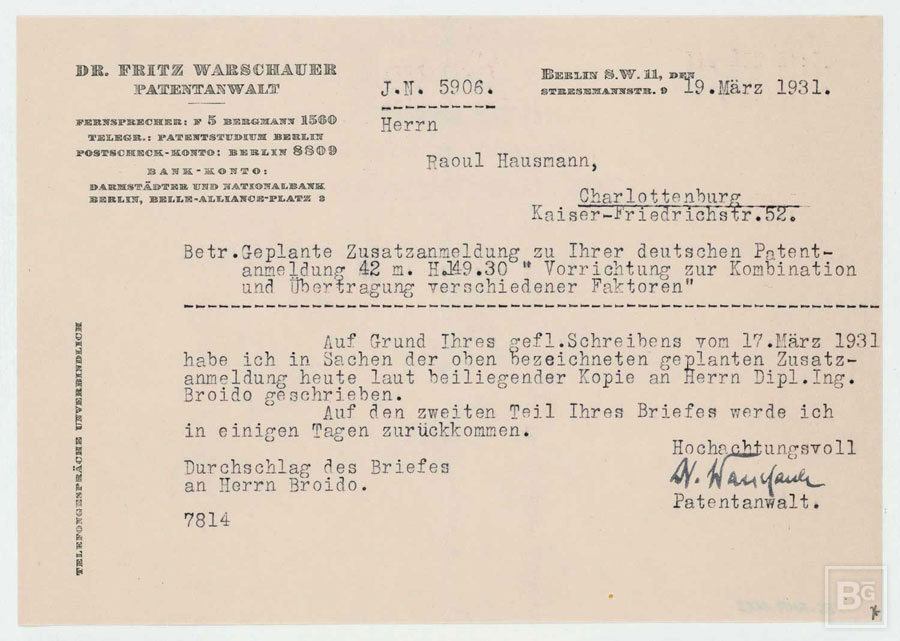 DR. FRITZ WARSCHAUER
PATENTANWALT
FERNSPRECHER: F 5 BERGMANN 1560
TELEGR.: PATENTSTUDIUM BERLIN
POSTSCHECK-KONTO: BERLIN 8809
BANK-KONTO:
DARMSTÄDTER UND NATIONALBANK
BERLIN, BELLE-ALLIANCE-PLATZ 2
J.N. 5906.
BERLIN S.W. 11, DEN 19.März 1931.
STRESEMANNSTR. 9
Herrn
Raoul Hausmann,
Charlottenburg
Kaiser-Friedrichstr.52.
Betr.Geplante Zusatzanmeldung zu Ihrer deutschen Patent-
anmeldung 42 m. H.149.30 " Vorrichtung zur Kombination
und Übertragung verschiedener Faktoren"
Auf Grund Ihres gefl.Schreibens vom 17.März 1931
habe ich in Sachen der oben bezeichneten geplanten Zusatz-
anmeldung heute laut beiliegender Kopie an Herrn Dipl.Ing.
Broido geschrieben.
Auf den zweiten Teil Ihres Briefes werde ich
in einigen Tagen zurückkommen.
Hochachtungsvoll
Warschauer
Patentanwalt.
Durchschlag des Briefes
an Herrn Broido.
7814
TELEFONGESPRÄCHE UNVERBINDLICH
BG